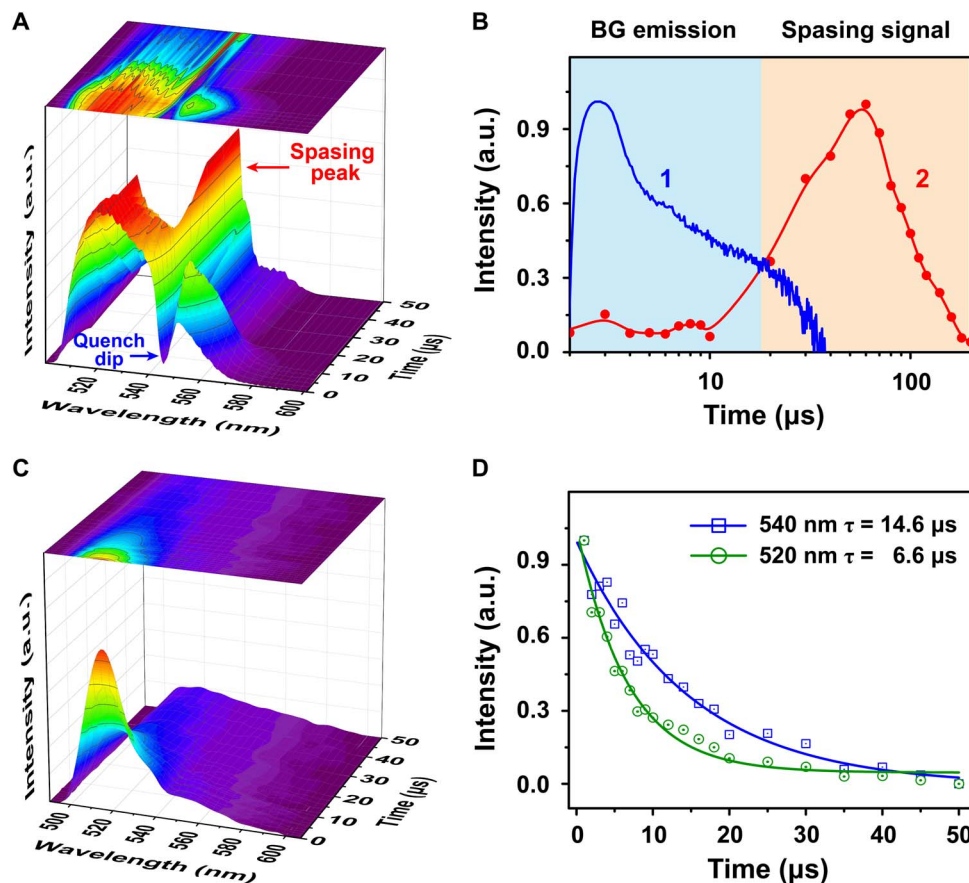 A
Intensity (a.u.)
Spasing
peak
Quench
dip
520
540
560
580
600
Wavelength (nm)
0
10
20
30
40
50
Time (µs)
B
BG emission
Spasing signal
Intensity (a.u.)
0.9
0.6
0.3
0.0
1
2
10
100
Time (µs)
C
Intensity (a.u.)
500
520
540
560
580
600
Wavelength (nm)
0
10
20
30
40
50
Time (µs)
D
540 nm τ = 14.6 µs
520 nm τ = 6.6 µs
Intensity (a.u.)
0.9
0.6
0.3
0.0
0 10 20 30 40 50
Time (µs)